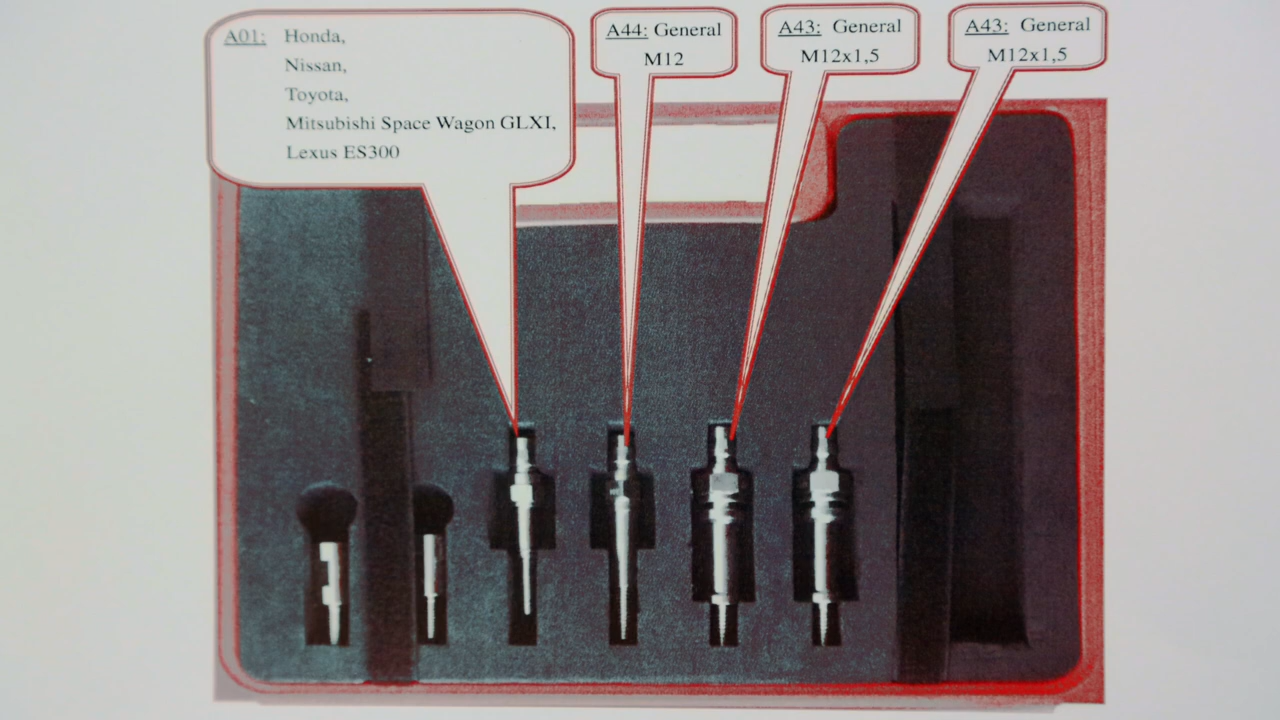 A01: Honda,
Nissan,
Toyota,
Mitsubishi Space Wagon GLXI,
Lexus ES300
A44: General
M12
A43: General
M12x1,5
A43: General
M12x1,5